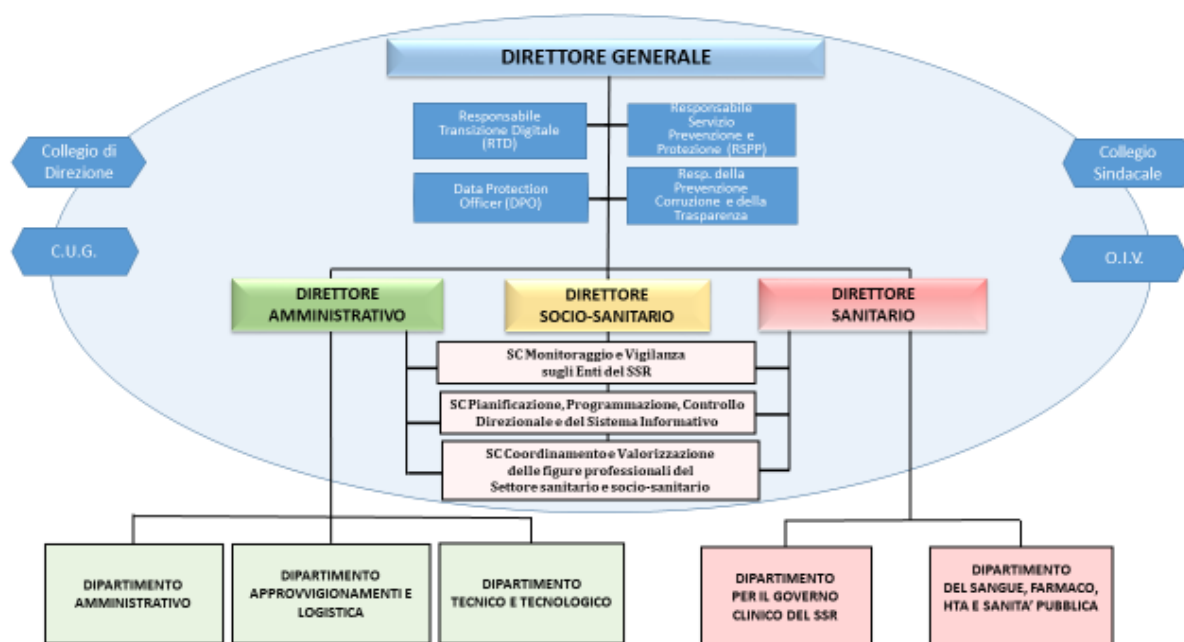 DIRETTORE GENERALE
Responsabile
Transizione Digitale
(RTD)
Responsabile
Servizio
Prevenzione e
Protezione (RSPP)
Collegio di
Direzione
Collegio
Sindacale
Data Protection
Officer (DPO)
Resp. della
Prevenzione
Corruzione e della
Trasparenza
C.U.G.
O.I.V.
DIRETTORE
AMMINISTRATIVO
DIRETTORE
SOCIO-SANITARIO
DIRETTORE
SANITARIO
SC Monitoraggio e Vigilanza
sugli Enti del SSR
SC Pianificazione, Programmazione, Controllo
Direzionale e del Sistema Informativo
SC Coordinamento e Valorizzazione
delle figure professionali del
Settore sanitario e socio-sanitario
DIPARTIMENTO
AMMINISTRATIVO
DIPARTIMENTO
APPROVVIGIONAMENTI E
LOGISTICA
DIPARTIMENTO
TECNICO E TECNOLOGICO
DIPARTIMENTO
PER IL GOVERNO
CLINICO DEL SSR
DIPARTIMENTO
DEL SANGUE, FARMACO,
HTA E SANITA' PUBBLICA